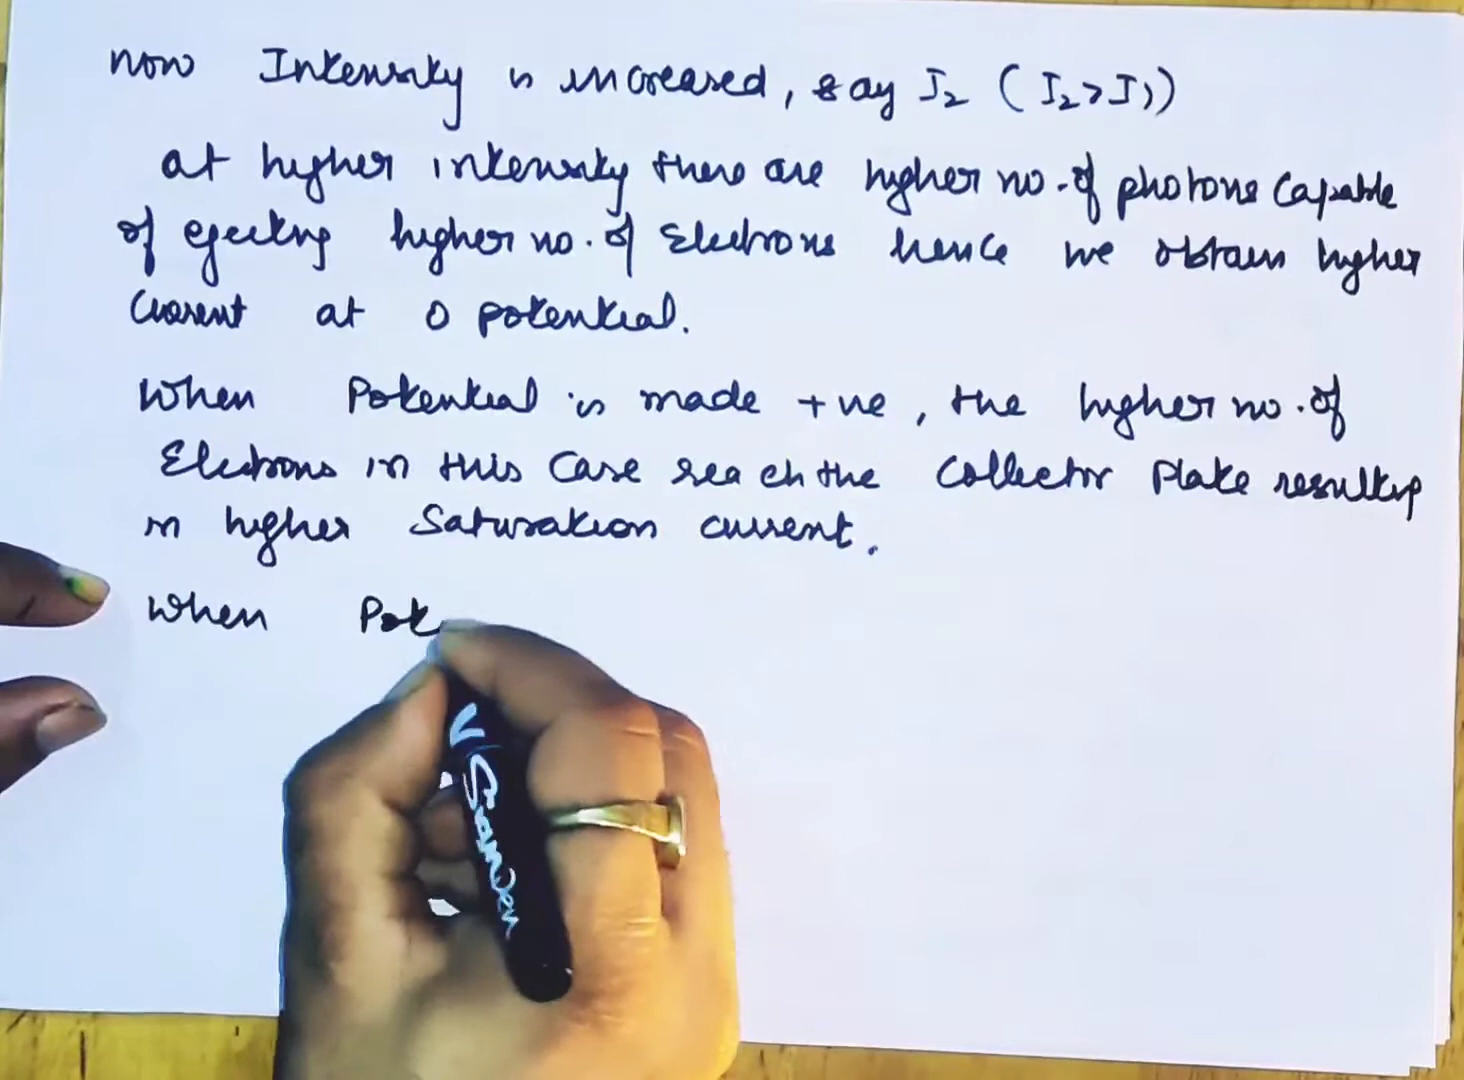 now Intensity is increased, say I2 (I2>I1)
at higher intensity there are higher no. of photons capable
of ejecting higher no. of Electrons hence we obtain higher
current at 0 potential.
When Potential is made +ve, the higher no. of
Electrons in this case reach the collector plate resulting
in higher saturation current.
When Pot